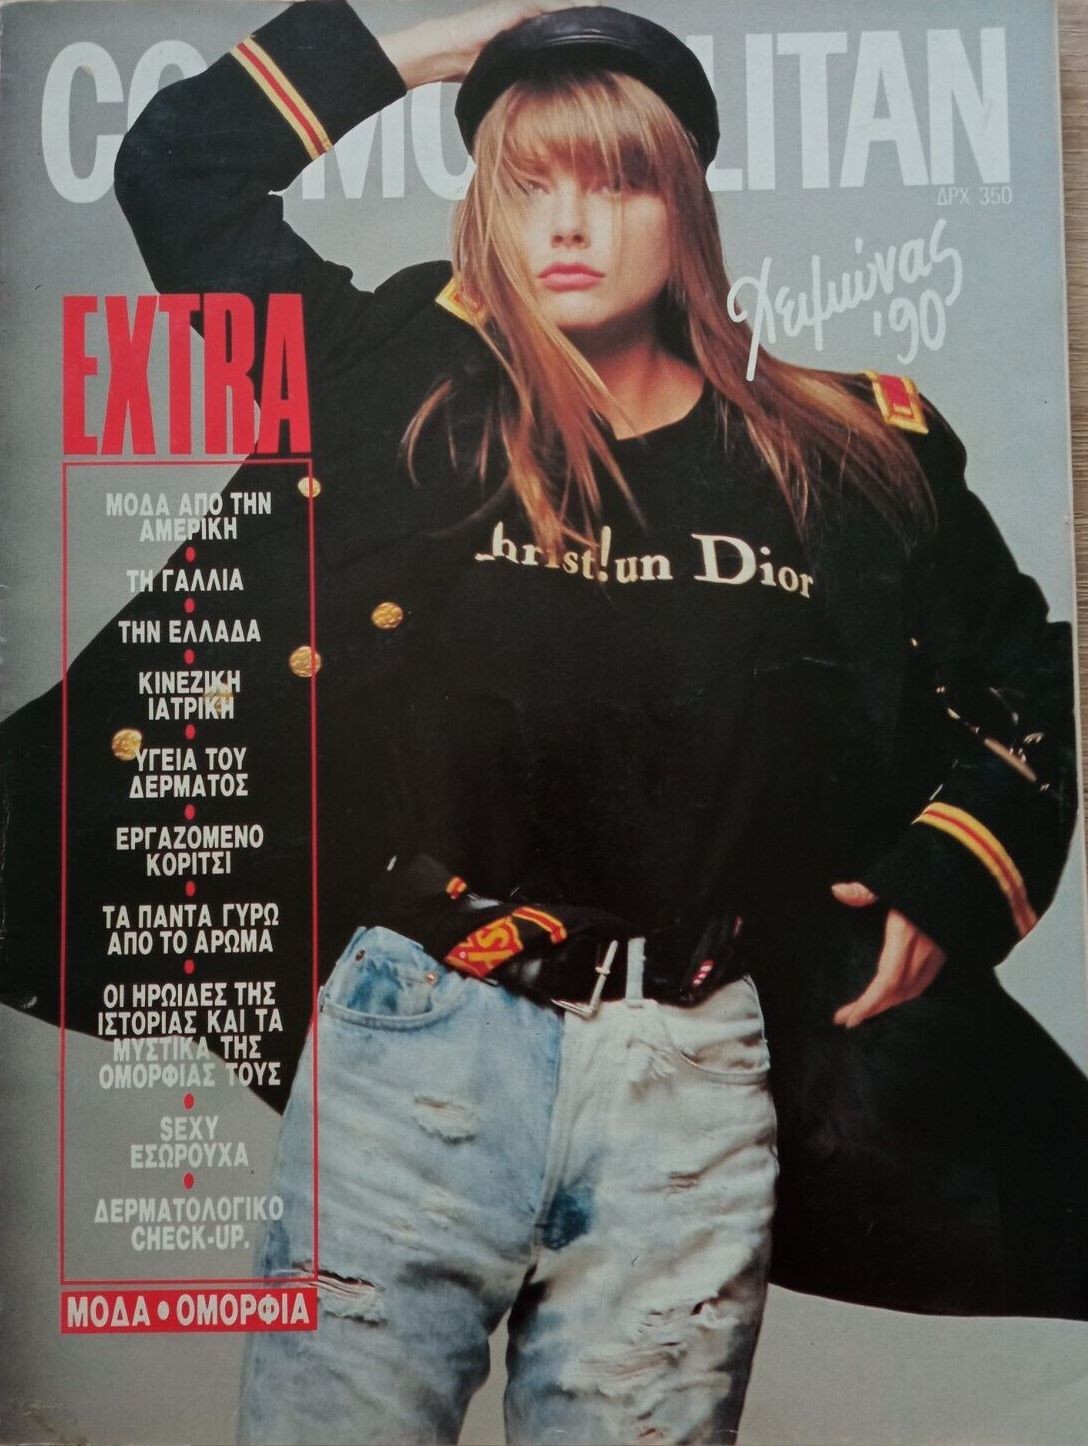 COSMOPOLITAN
ΔΡΧ 350
Χειμώνας
'90
EXTRA
ΜΟΔΑ ΑΠΟ ΤΗΝ
ΑΜΕΡΙΚΗ
ΤΗ ΓΑΛΛΙΑ
ΤΗΝ ΕΛΛΑΔΑ
ΚΙΝΕΖΙΚΗ
ΙΑΤΡΙΚΗ
ΥΓΕΙΑ ΤΟΥ
ΔΕΡΜΑΤΟΣ
ΕΡΓΑΖΟΜΕΝΟ
ΚΟΡΙΤΣΙ
ΤΑ ΠΑΝΤΑ ΓΥΡΩ
ΑΠΟ ΤΟ ΑΡΩΜΑ
ΟΙ ΗΡΩΙΔΕΣ ΤΗΣ
ΙΣΤΟΡΙΑΣ ΚΑΙ ΤΑ
ΜΥΣΤΙΚΑ ΤΗΣ
ΟΜΟΡΦΙΑΣ ΤΟΥΣ
SEXY
ΕΣΩΡΟΥΧΑ
ΔΕΡΜΑΤΟΛΟΓΙΚΟ
CHECK-UP.
ΜΟΔΑ • ΟΜΟΡΦΙΑ
hrist!un Dior